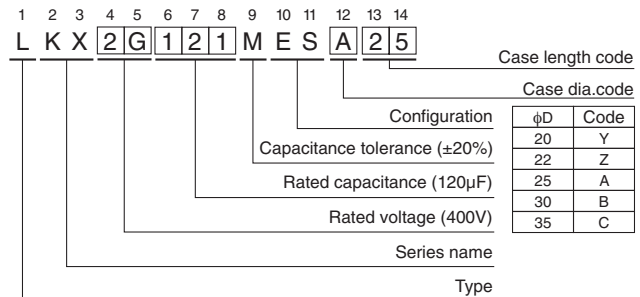 1 2 3 4 5 6 7 8 9 10 11 12 13 14
L K X 2 G 1 2 1 M E S A 2 5
Case length code
Case dia.code
Configuration
Capacitance tolerance (±20%)
Rated capacitance (120µF)
Rated voltage (400V)
Series name
Type
ϕD Code
20 Y
22 Z
25 A
30 B
35 C